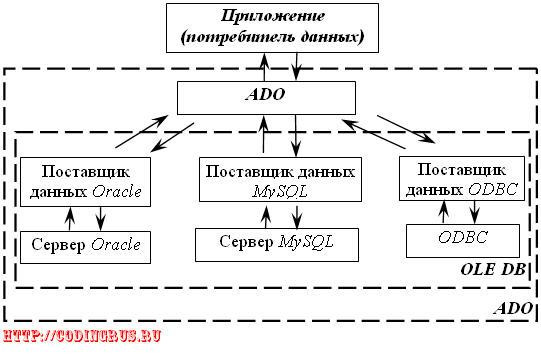 Приложение
(потребитель данных)
ADO
Поставщик
данных Oracle
Поставщик данных
MySQL
Поставщик
данных ODBC
Сервер Oracle
Сервер MySQL
ODBC
OLE DB
ADO
HTTP://CODINGRUS.RU